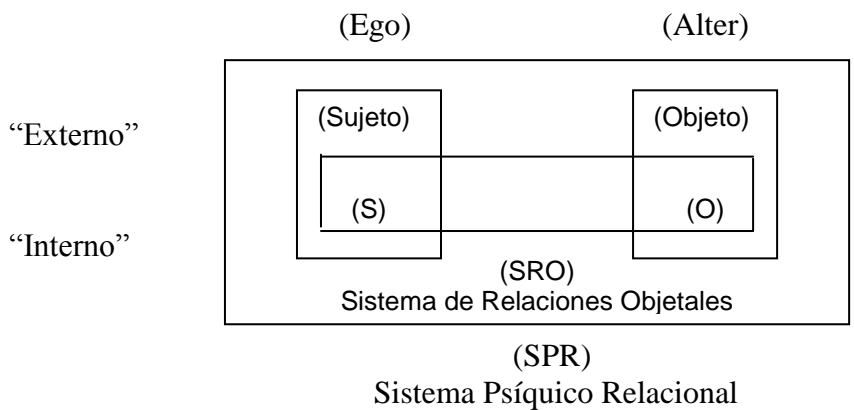 (Ego) (Alter)
(Sujeto) (Objeto)
“Externo”
(S) (O)
“Interno”
(SRO)
Sistema de Relaciones Objetales
(SPR)
Sistema Psíquico Relacional